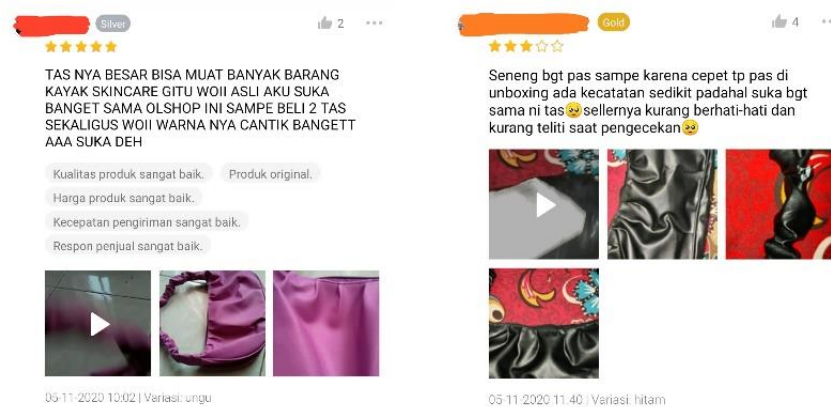 Silver
2
TAS NYA BESAR BISA MUAT BANYAK BARANG
KAYAK SKINCARE GITU WOII ASLI AKU SUKA
BANGET SAMA OLSHOP INI SAMPE BELI 2 TAS
SEKALIGUS WOII WARNA NYA CANTIK BANGETT
AAA SUKA DEH
Kualitas produk sangat baik.
Produk original.
Harga produk sangat baik.
Kecepatan pengiriman sangat baik.
Respon penjual sangat baik.
05-11-2020 10:02 | Variasi: ungu
Gold
4
Seneng bgt pas sampe karena cepet tp pas di
unboxing ada kecatatan sedikit padahal suka bgt
sama ni tas🥺sellernya kurang berhati-hati dan
kurang teliti saat pengecekan🥺
05-11-2020 11:40 | Variasi: hitam